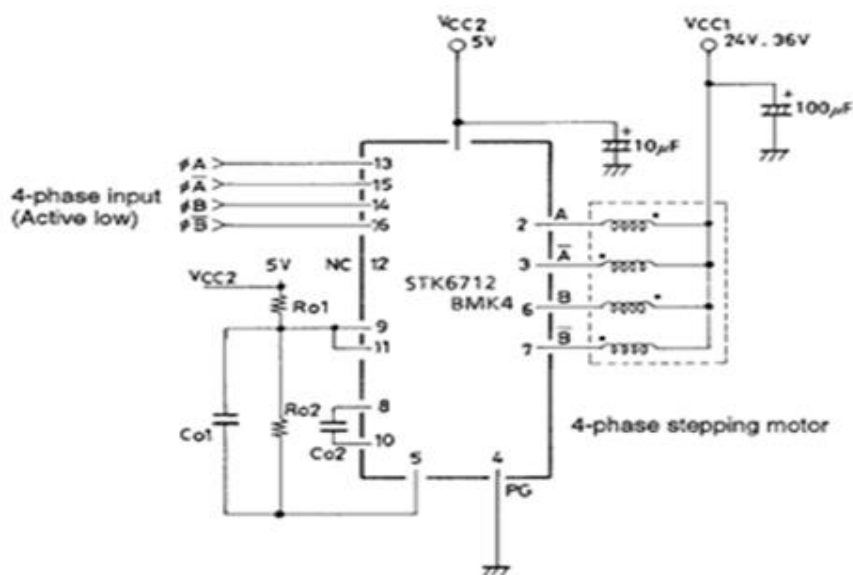 VCC2
5V
VCC1
24V. 36V
+
100μF
+
10μF
4-phase input
(Active low)
φA
φA̅
φB
φB̅
13
15
14
16
NC 12
VCC2
5V
Ro1
9
11
Ro2
8
10
Co1
Co2
STK6712
BMK4
2 A
3 A̅
6 B
7 B̅
5
4
PG
4-phase stepping motor